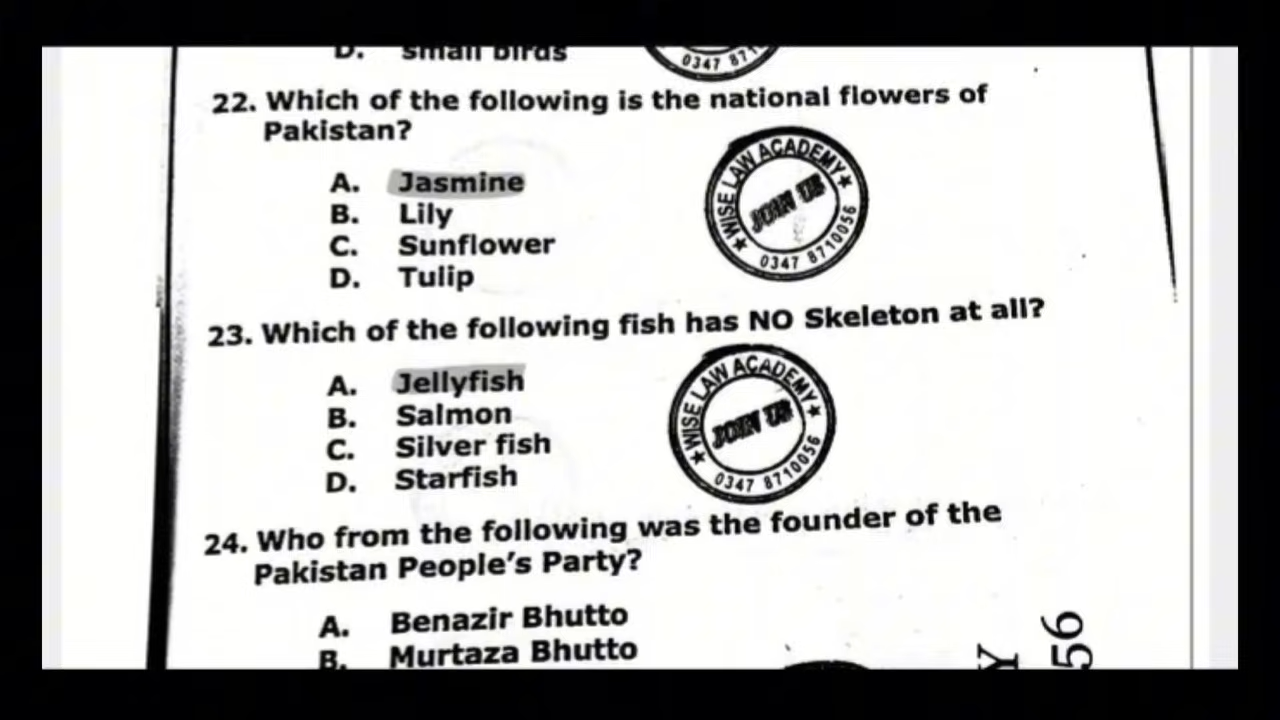 D. small birds
0347 871
22. Which of the following is the national flowers of
Pakistan?
A. Jasmine
B. Lily
C. Sunflower
D. Tulip
WISE LAW ACADEMY
JOIN US
0347 8710056
23. Which of the following fish has NO Skeleton at all?
A. Jellyfish
B. Salmon
C. Silver fish
D. Starfish
WISE LAW ACADEMY
JOIN US
0347 8710056
24. Who from the following was the founder of the
Pakistan People's Party?
A. Benazir Bhutto
B. Murtaza Bhutto
Y
56